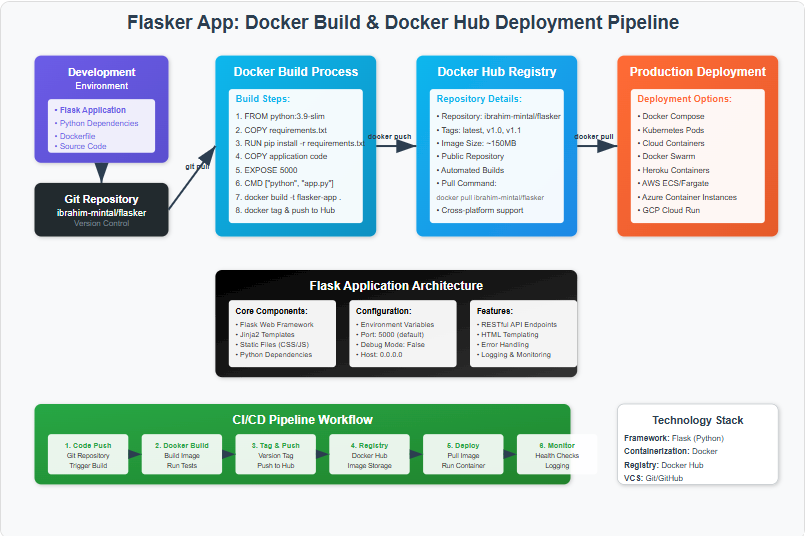 Flasker App: Docker Build & Docker Hub Deployment Pipeline
Development
Environment
• Flask Application
• Python Dependencies
• Dockerfile
• Source Code
Git Repository
ibrahim-mintal/flasker
Version Control
git pull
Docker Build Process
Build Steps:
1. FROM python:3.9-slim
2. COPY requirements.txt
3. RUN pip install -r requirements.txt
4. COPY application code
5. EXPOSE 5000
6. CMD ["python", "app.py"]
7. docker build -t flasker-app .
8. docker tag & push to Hub
docker push
Docker Hub Registry
Repository Details:
• Repository: ibrahim-mintal/flasker
• Tags: latest, v1.0, v1.1
• Image Size: ~150MB
• Public Repository
• Automated Builds
• Pull Command:
docker pull ibrahim-mintal/flasker
• Cross-platform support
docker pull
Production Deployment
Deployment Options:
• Docker Compose
• Kubernetes Pods
• Cloud Containers
• Docker Swarm
• Heroku Containers
• AWS ECS/Fargate
• Azure Container Instances
• GCP Cloud Run
Flask Application Architecture
Core Components:
• Flask Web Framework
• Jinja2 Templates
• Static Files (CSS/JS)
• Python Dependencies
Configuration:
• Environment Variables
• Port: 5000 (default)
• Debug Mode: False
• Host: 0.0.0.0
Features:
• RESTful API Endpoints
• HTML Templating
• Error Handling
• Logging & Monitoring
CI/CD Pipeline Workflow
1. Code Push
Git Repository
Trigger Build
2. Docker Build
Build Image
Run Tests
3. Tag & Push
Version Tag
Push to Hub
4. Registry
Docker Hub
Image Storage
5. Deploy
Pull Image
Run Container
6. Monitor
Health Checks
Logging
Technology Stack
Framework: Flask (Python)
Containerization: Docker
Registry: Docker Hub
VCS: Git/GitHub